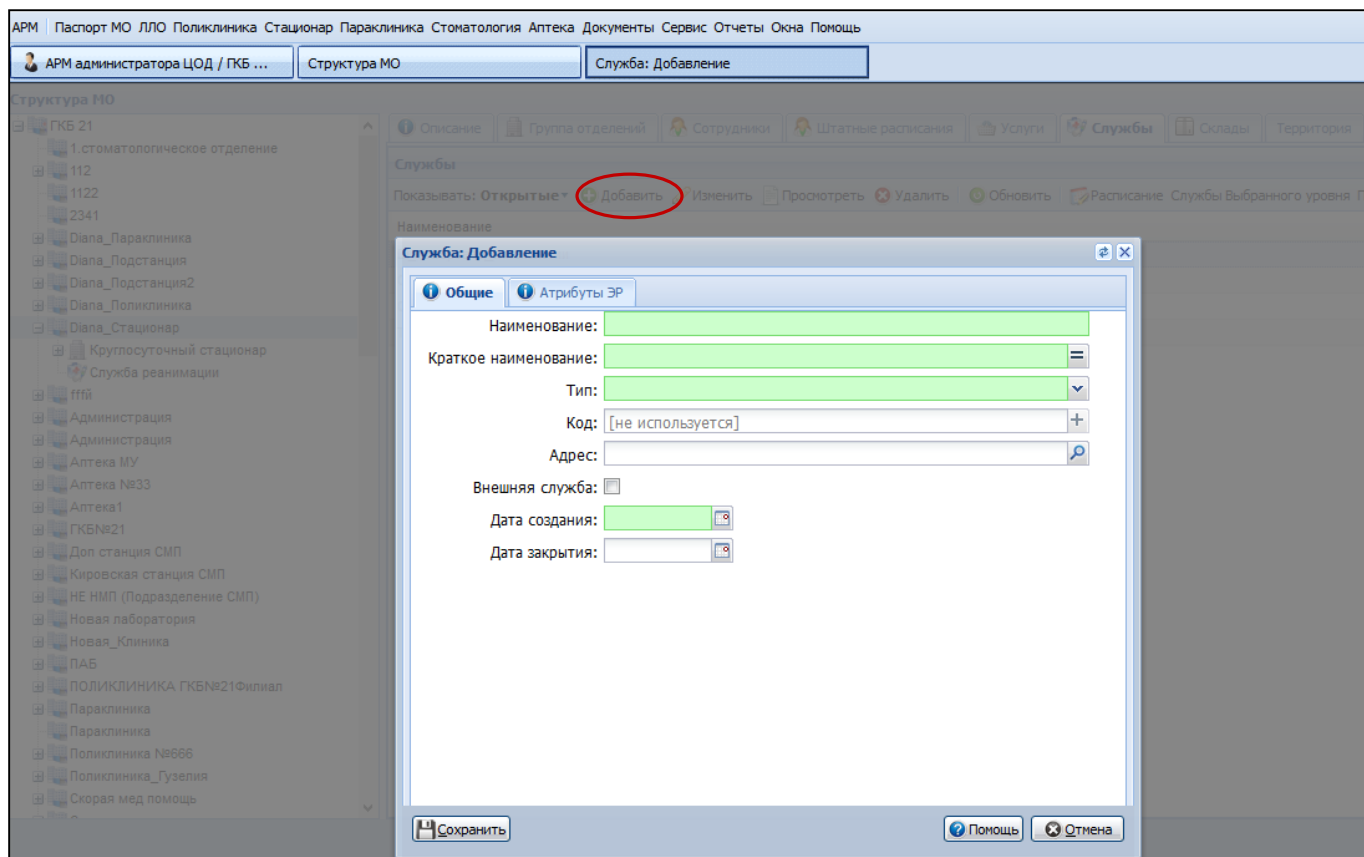 АРМ Паспорт МО ЛЛО Поликлиника Стационар Параклиника Стоматология Аптека Документы Сервис Отчеты Окна Помощь
АРМ администратора ЦОД / ГКБ ... Структура МО Служба: Добавление
Структура МО
ГКБ 21
1.стоматологическое отделение
112
1122
2341
Diana_Параклиника
Diana_Подстанция
Diana_Подстанция2
Diana_Поликлиника
Diana_Стационар
Круглосуточный стационар
Служба реанимации
fffй
Администрация
Администрация
Аптека МУ
Аптека №33
Аптека1
ГКБ№21
Доп станция СМП
Кировская станция СМП
НЕ НМП (Подразделение СМП)
Новая лаборатория
Новая_Клиника
ПАБ
ПОЛИКЛИНИКА ГКБ№21Филиал
Параклиника
Параклиника
Поликлиника №666
Поликлиника_Гузелия
Скорая мед помощь
Описание Группа отделений Сотрудники Штатные расписания Услуги Службы Склады Территория
Службы
Показывать: Открытые Добавить Изменить Просмотреть Удалить Обновить Расписание Службы Выбранного уровня
Наименование
Служба: Добавление
Общие Атрибуты ЭР
Наименование:
Краткое наименование:
Тип:
Код: [не используется]
Адрес:
Внешняя служба:
Дата создания:
Дата закрытия:
Сохранить Помощь Отмена